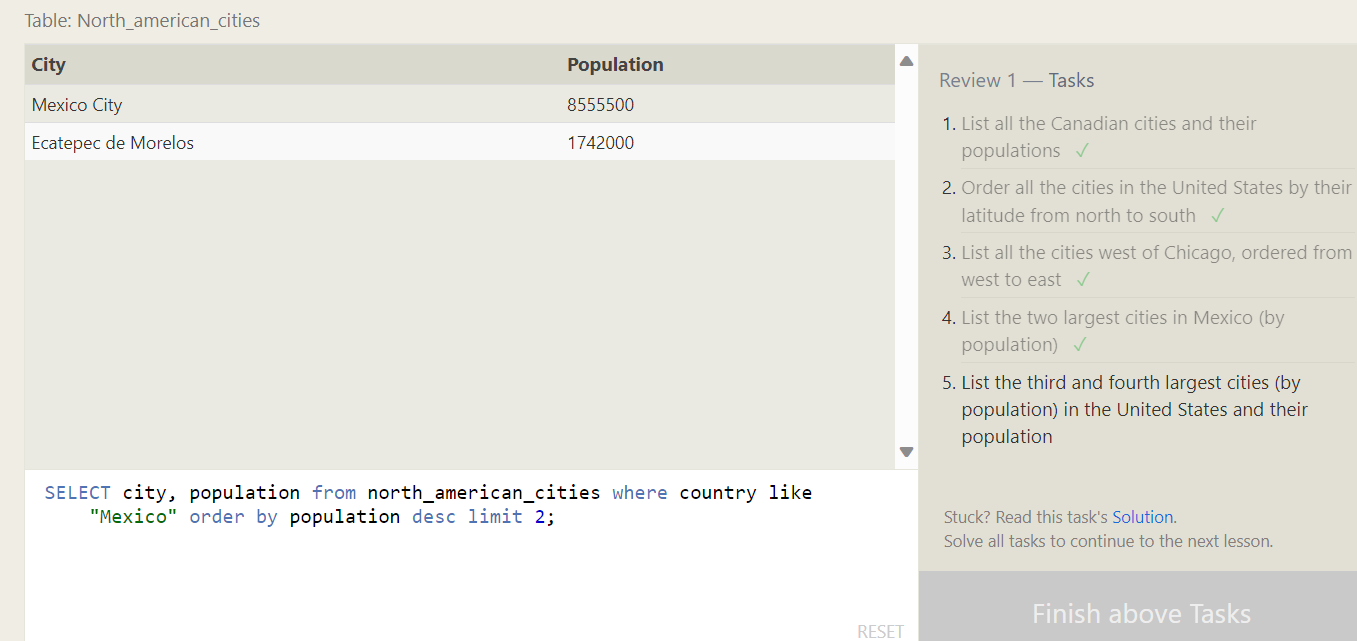 Table: North_american_cities
City Population
Mexico City 8555500
Ecatepec de Morelos 1742000
SELECT city, population from north_american_cities where country like
"Mexico" order by population desc limit 2;
RESET
Review 1 — Tasks
1. List all the Canadian cities and their
populations ✓
2. Order all the cities in the United States by their
latitude from north to south ✓
3. List all the cities west of Chicago, ordered from
west to east ✓
4. List the two largest cities in Mexico (by
population) ✓
5. List the third and fourth largest cities (by
population) in the United States and their
population
Stuck? Read this task's Solution.
Solve all tasks to continue to the next lesson.
Finish above Tasks